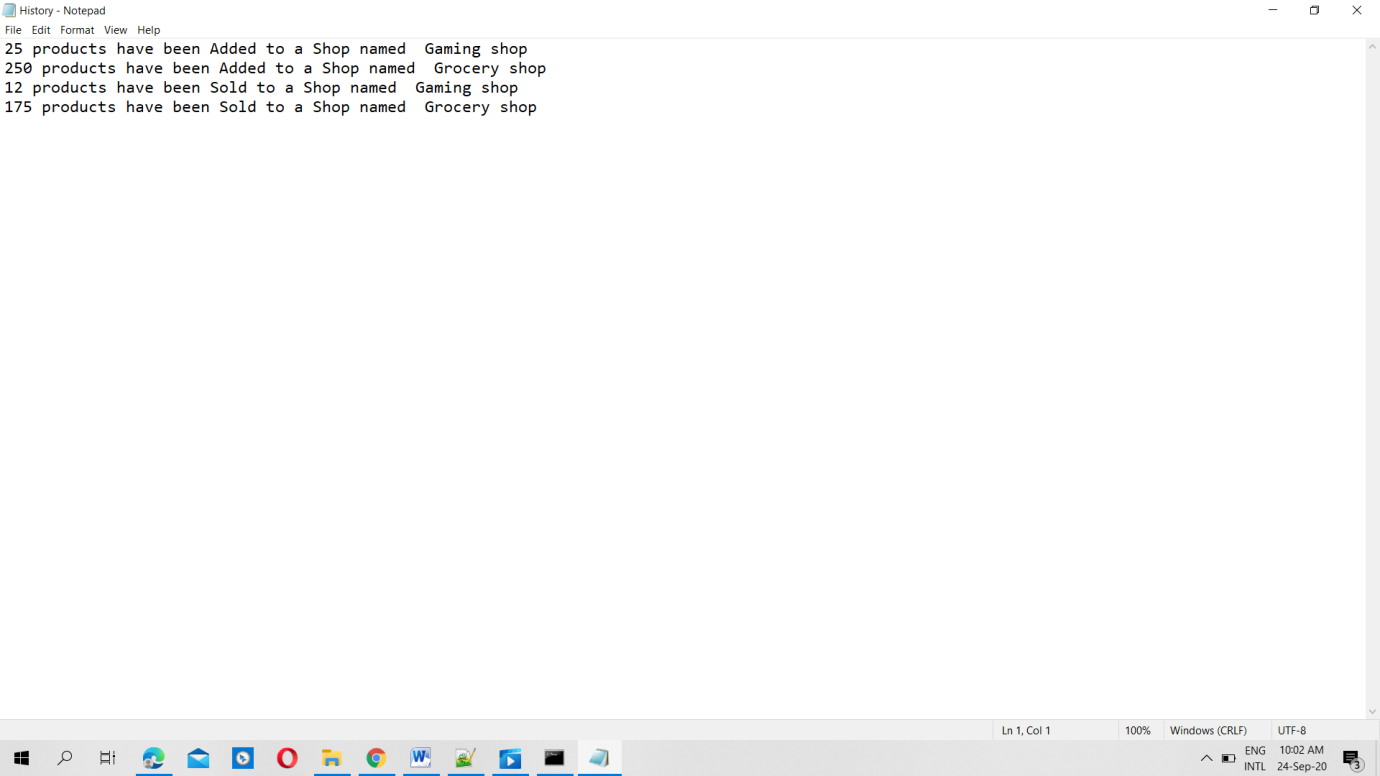 History - Notepad
File Edit Format View Help
25 products have been Added to a Shop named  Gaming shop
250 products have been Added to a Shop named  Grocery shop
12 products have been Sold to a Shop named  Gaming shop
175 products have been Sold to a Shop named  Grocery shop
Ln 1, Col 1 100% Windows (CRLF) UTF-8
ENG 10:02 AM
INTL 24-Sep-20 3